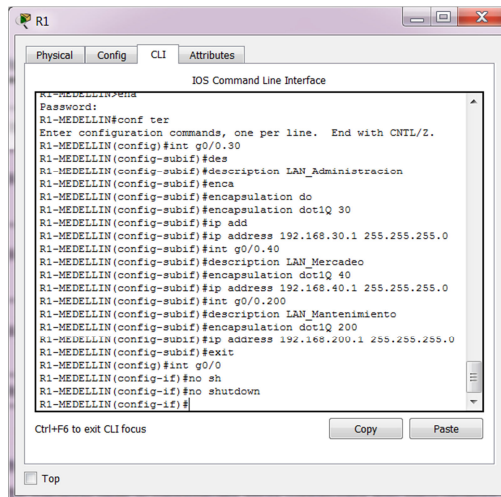 R1
Physical Config CLI Attributes
IOS Command Line Interface
R1-MEDELLIN>ena
Password:
R1-MEDELLIN#conf ter
Enter configuration commands, one per line.  End with CNTL/Z.
R1-MEDELLIN(config)#int g0/0.30
R1-MEDELLIN(config-subif)#des
R1-MEDELLIN(config-subif)#description LAN_Administracion
R1-MEDELLIN(config-subif)#enca
R1-MEDELLIN(config-subif)#encapsulation do
R1-MEDELLIN(config-subif)#encapsulation dot1Q 30
R1-MEDELLIN(config-subif)#ip add
R1-MEDELLIN(config-subif)#ip address 192.168.30.1 255.255.255.0
R1-MEDELLIN(config-subif)#int g0/0.40
R1-MEDELLIN(config-subif)#description LAN_Mercadeo
R1-MEDELLIN(config-subif)#encapsulation dot1Q 40
R1-MEDELLIN(config-subif)#ip address 192.168.40.1 255.255.255.0
R1-MEDELLIN(config-subif)#int g0/0.200
R1-MEDELLIN(config-subif)#description LAN_Mantenimiento
R1-MEDELLIN(config-subif)#encapsulation dot1Q 200
R1-MEDELLIN(config-subif)#ip address 192.168.200.1 255.255.255.0
R1-MEDELLIN(config-subif)#exit
R1-MEDELLIN(config)#int g0/0
R1-MEDELLIN(config-if)#no sh
R1-MEDELLIN(config-if)#no shutdown
R1-MEDELLIN(config-if)#
Ctrl+F6 to exit CLI focus Copy Paste
Top